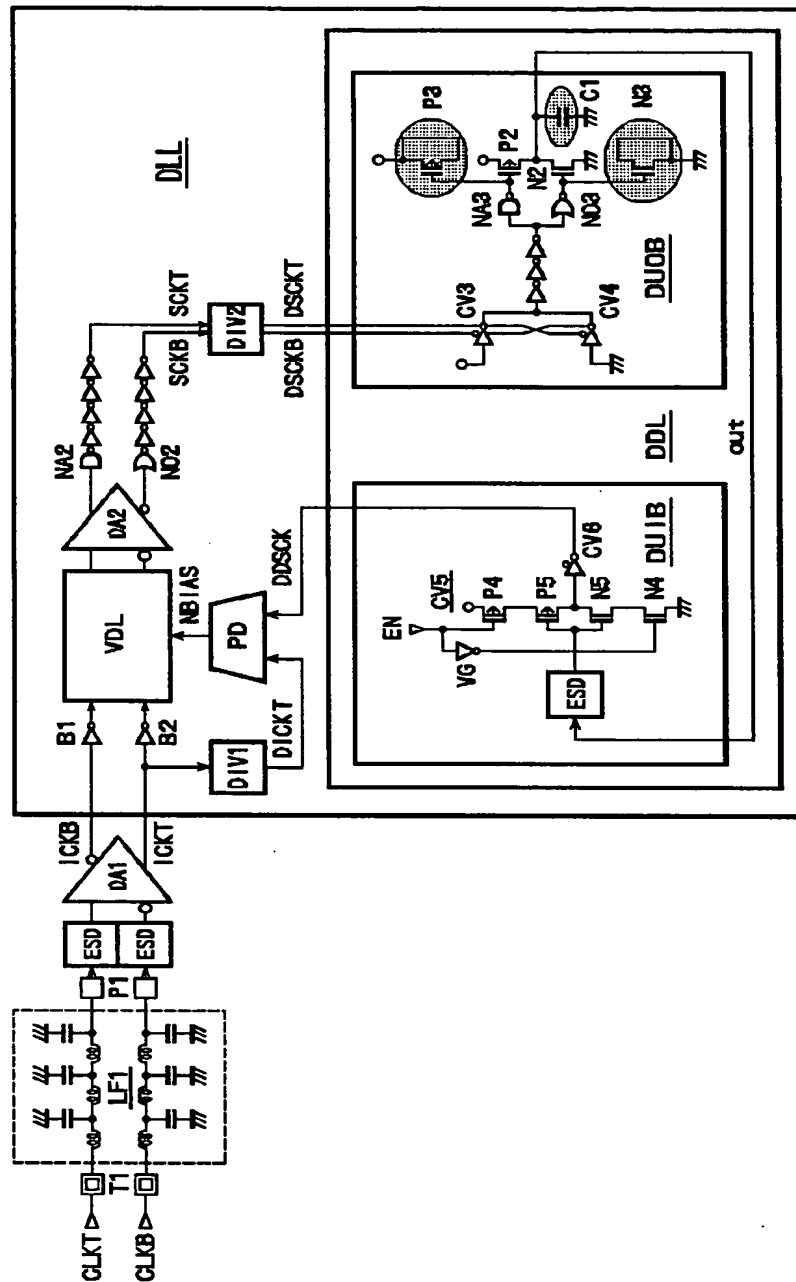 CLKT
CLKB
T1
LF1
P1
ESD
ESD
DA1
ICKB
ICKT
B1
B2
VDL
DIV1
DICKT
PD
NBIAS
DA2
NA2
NO2
SCKT
SCKB
DIV2
DSCKB
DSCKT
DDSCK
DLL
DDL
DUIB
EN
VG
CV5
P4
P5
N5
N4
CV6
ESD
out
DUOB
CV3
CV4
NA3
NO3
P2
N2
P3
C1
N3